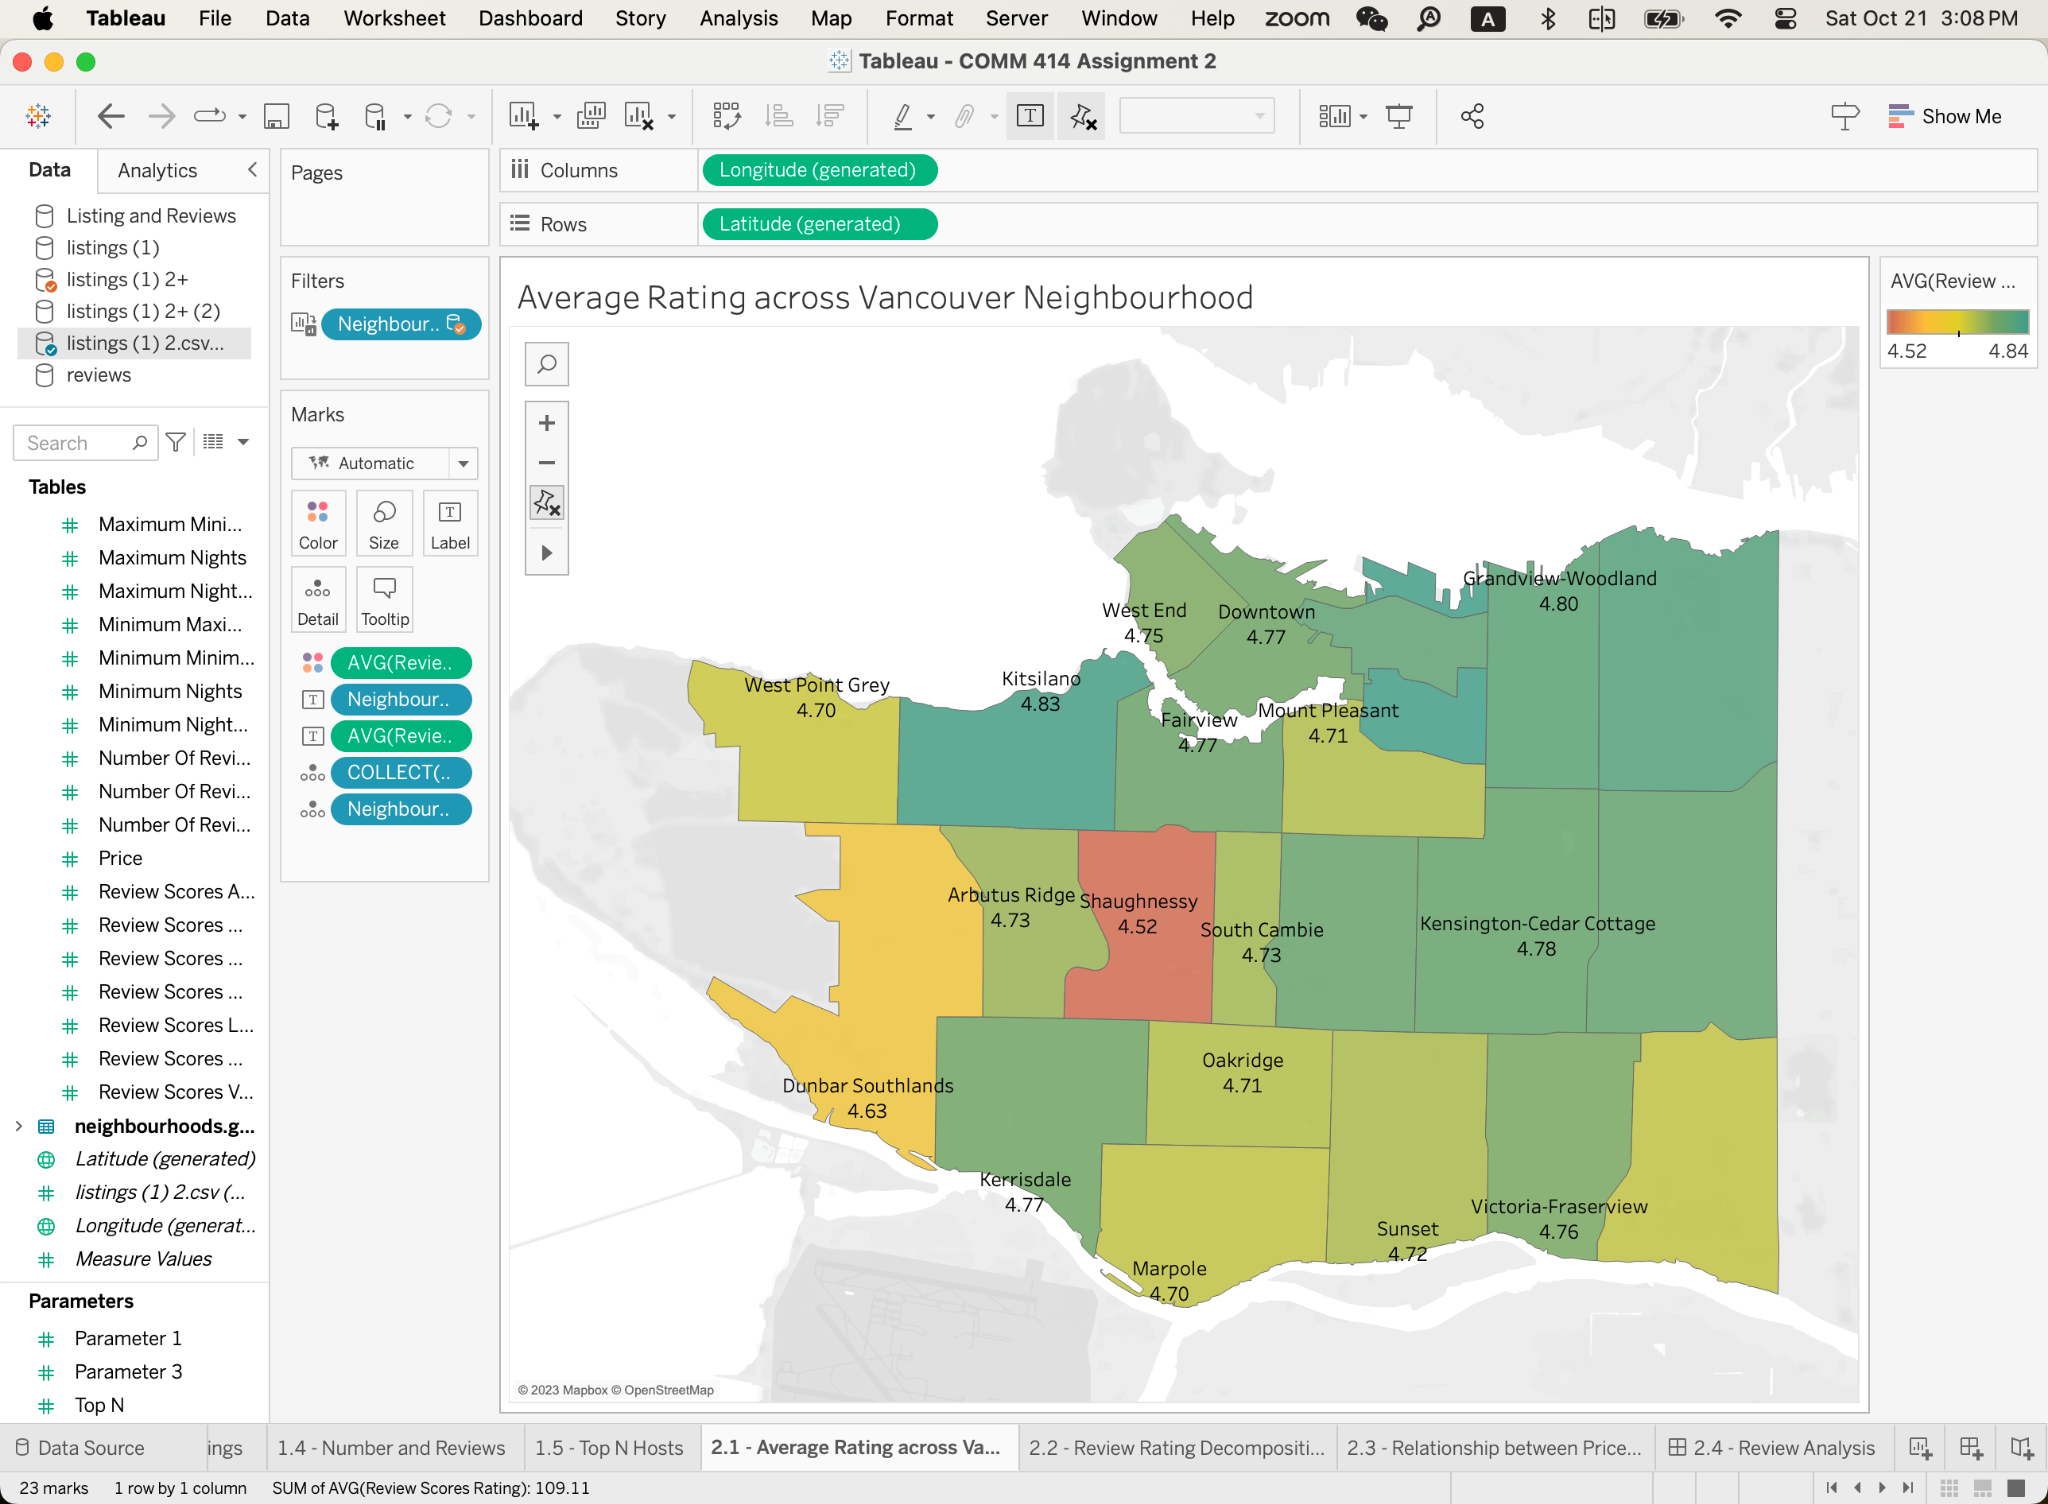 Tableau File Data Worksheet Dashboard Story Analysis Map Format Server Window Help zoom A Sat Oct 21 3:08 PM
Tableau - COMM 414 Assignment 2
Show Me
Data
Analytics
Listing and Reviews
listings (1)
listings (1) 2+
listings (1) 2+ (2)
listings (1) 2.csv...
reviews
Search
Tables
Maximum Mini...
Maximum Nights
Maximum Night...
Minimum Maxi...
Minimum Minim...
Minimum Nights
Minimum Night...
Number Of Revi...
Number Of Revi...
Number Of Revi...
Price
Review Scores A...
Review Scores ...
Review Scores ...
Review Scores ...
Review Scores L...
Review Scores ...
Review Scores V...
neighbourhoods.g...
Latitude (generated)
listings (1) 2.csv (...
Longitude (generat...
Measure Values
Parameters
Parameter 1
Parameter 3
Top N
Pages
Filters
Neighbour..
Marks
Automatic
Color
Size
Label
Detail
Tooltip
AVG(Revie..
Neighbour..
AVG(Revie..
COLLECT(..
Neighbour..
Columns
Longitude (generated)
Rows
Latitude (generated)
Average Rating across Vancouver Neighbourhood
Grandview-Woodland
4.80
West End
4.75
Downtown
4.77
West Point Grey
4.70
Kitsilano
4.83
Fairview
4.77
Mount Pleasant
4.71
Arbutus Ridge
4.73
Shaughnessy
4.52
South Cambie
4.73
Kensington-Cedar Cottage
4.78
Oakridge
4.71
Dunbar Southlands
4.63
Kerrisdale
4.77
Victoria-Fraserview
4.76
Sunset
4.72
Marpole
4.70
© 2023 Mapbox © OpenStreetMap
AVG(Review ...
4.52
4.84
Data Source
ings
1.4 - Number and Reviews
1.5 - Top N Hosts
2.1 - Average Rating across Va...
2.2 - Review Rating Decompositi...
2.3 - Relationship between Price...
2.4 - Review Analysis
23 marks
1 row by 1 column
SUM of AVG(Review Scores Rating): 109.11